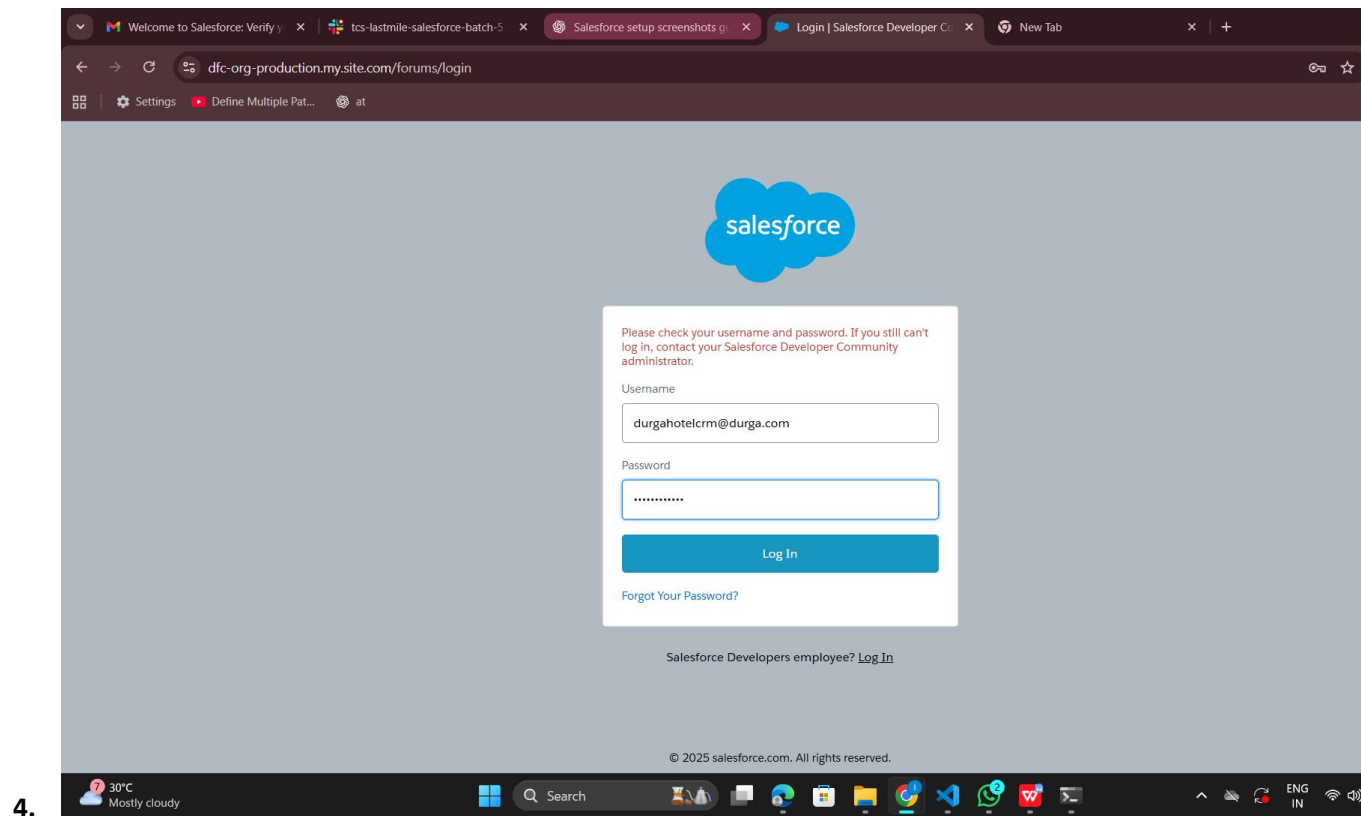 Welcome to Salesforce: Verify y
tcs-lastmile-salesforce-batch-5
Salesforce setup screenshots g
Login | Salesforce Developer Co
New Tab
dfc-org-production.my.site.com/forums/login
Settings
Define Multiple Pat...
at
salesforce
Please check your username and password. If you still can't
log in, contact your Salesforce Developer Community
administrator.
Username
durgahotelcrm@durga.com
Password
............
Log In
Forgot Your Password?
Salesforce Developers employee? Log In
© 2025 salesforce.com. All rights reserved.
4.
7
30°C
Mostly cloudy
Search
2
ENG
IN